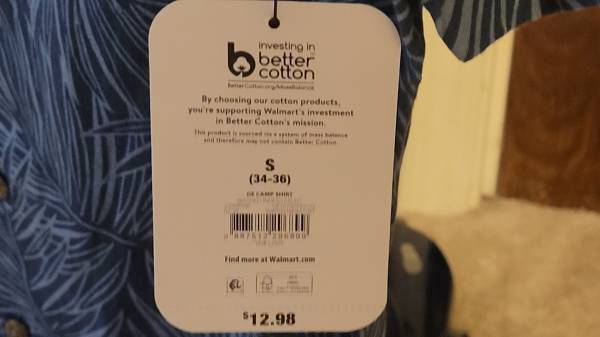 investing in
better
cotton
BetterCotton.org/MassBalance
By choosing our cotton products,
you're supporting Walmart's investment
in Better Cotton's mission.
This product is sourced via a system of mass balance
and therefore may not contain Better Cotton
S
(34-36)
DE CAMP SHIRT
Find more at Walmart.com
$12.98